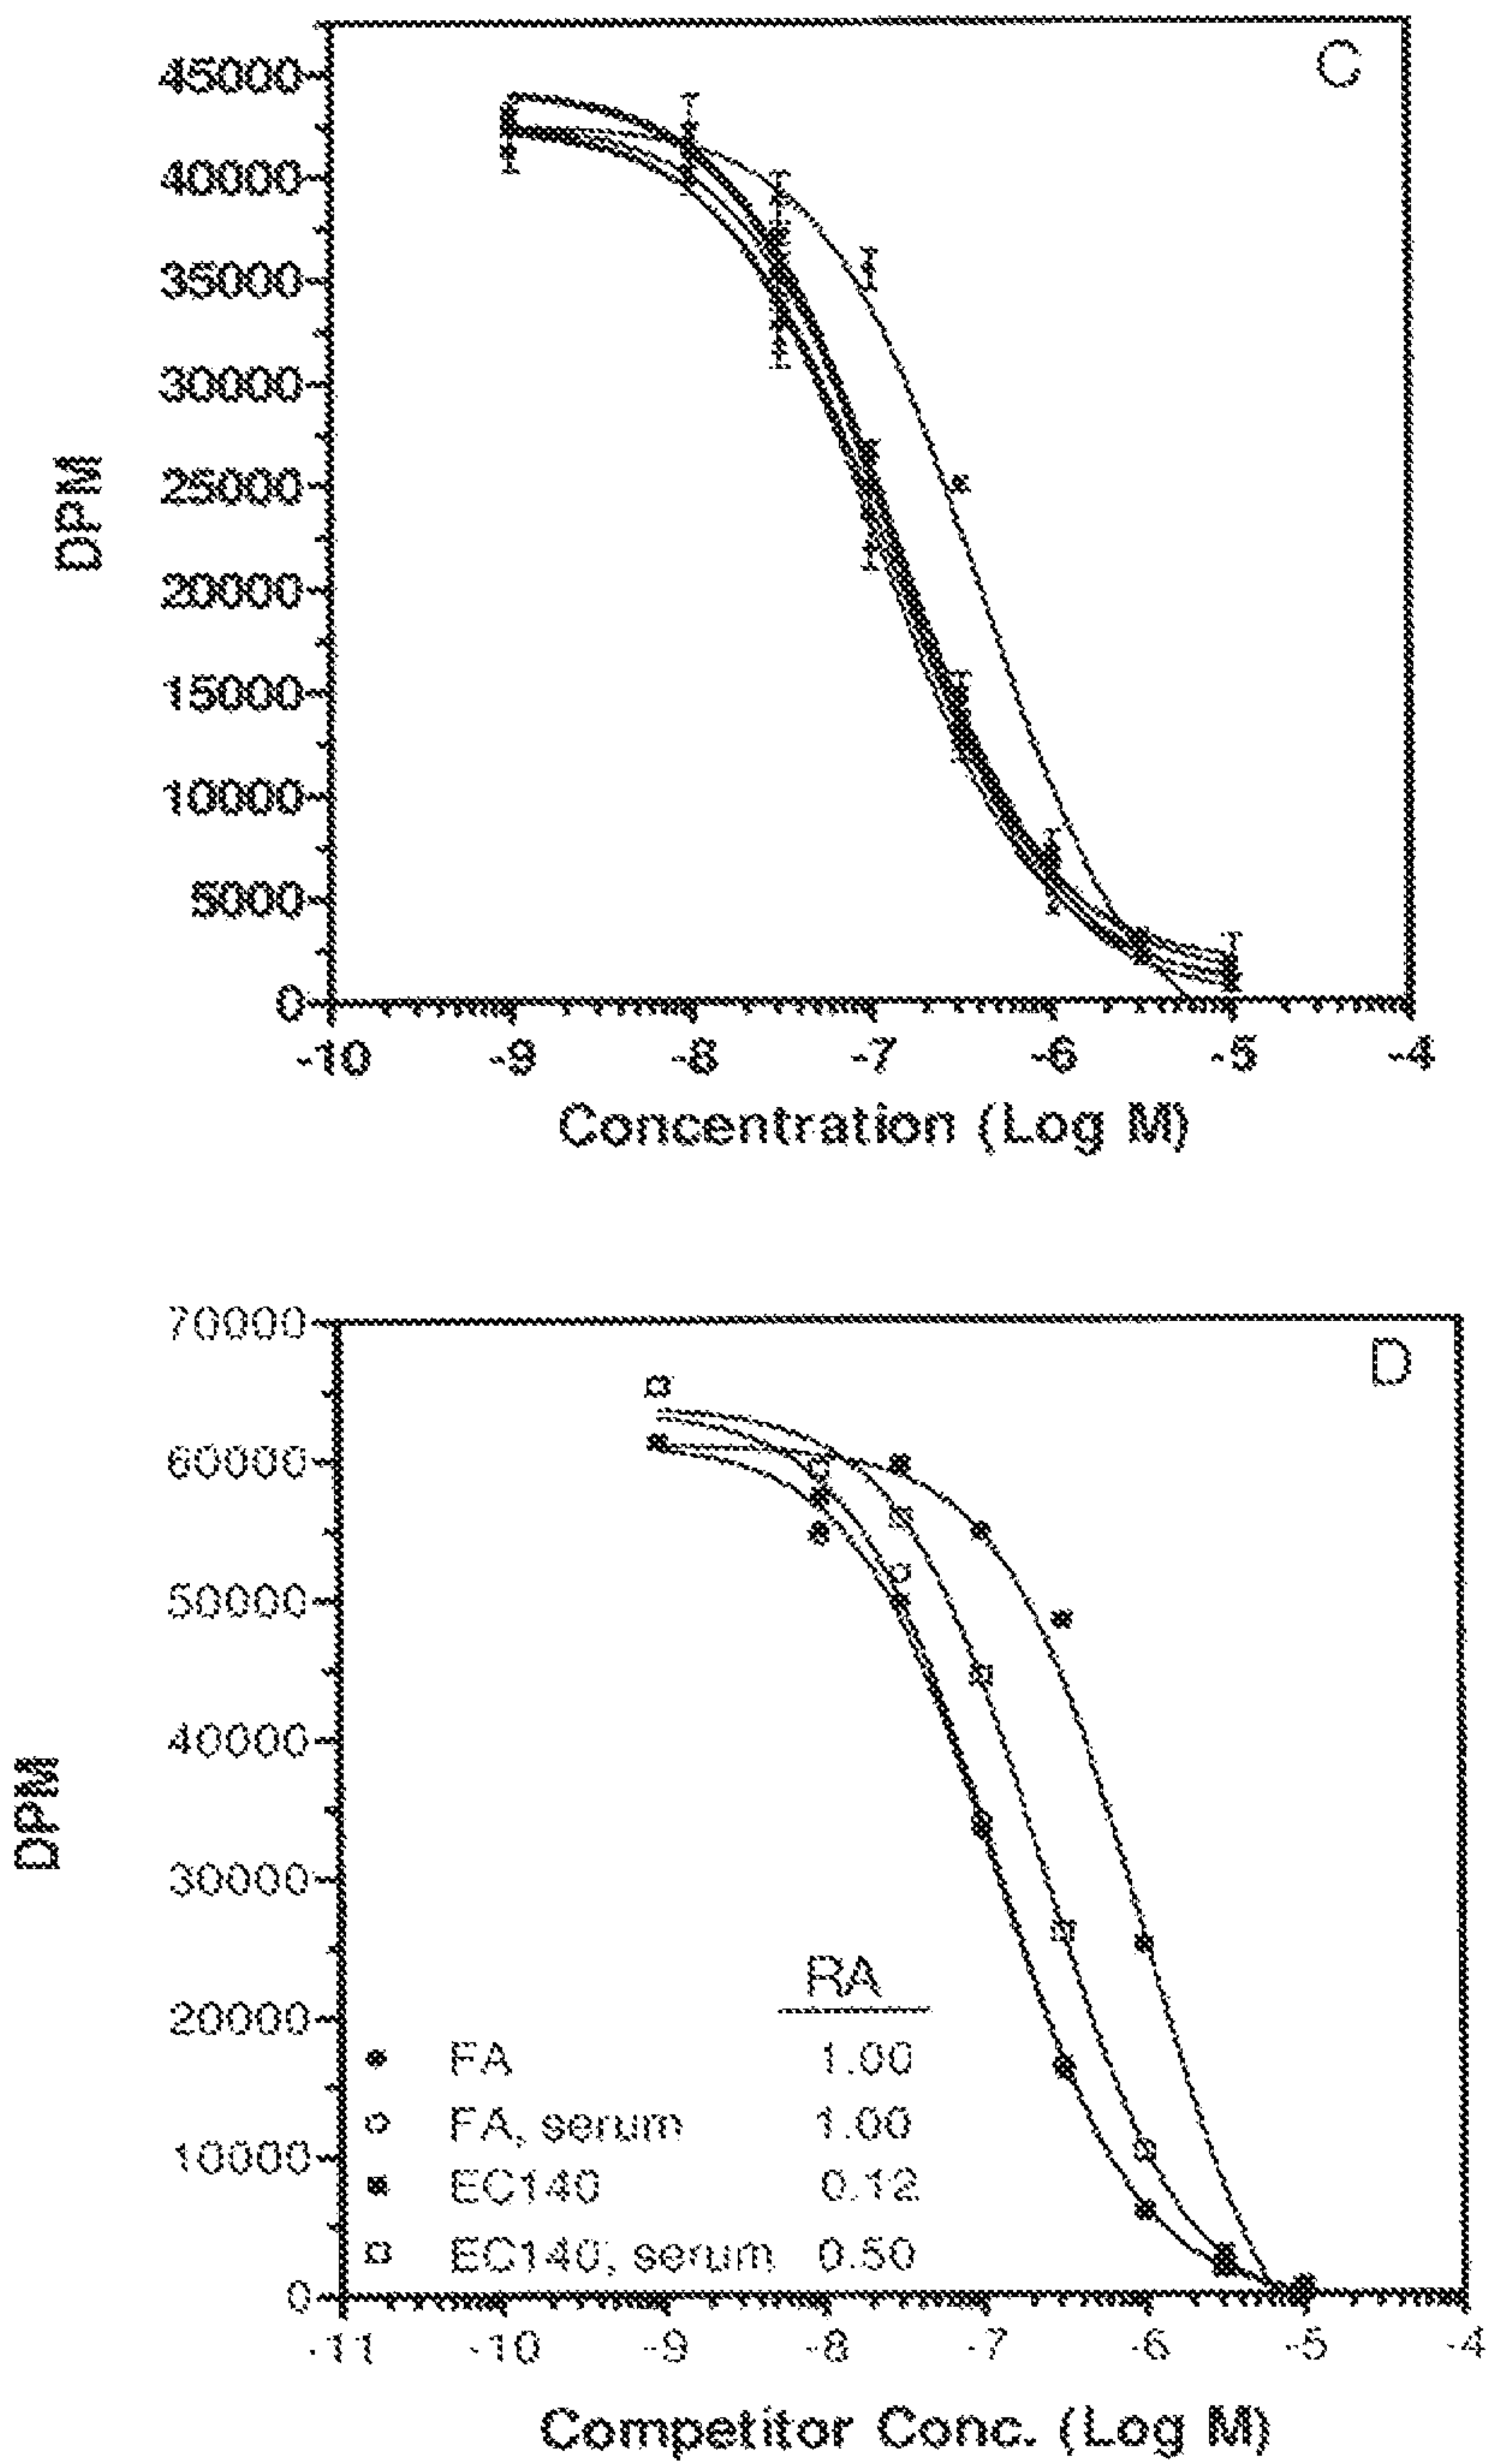 C
45000
40000
35000
30000
25000
20000
15000
10000
5000
0
DPM
-10 -9 -8 -7 -6 -5 -4
Concentration (Log M)
D
70000
60000
50000
40000
30000
20000
10000
0
DPM
RA
FA 1.00
FA, serum 1.00
EC140 0.12
EC140, serum 0.50
-11 -10 -9 -8 -7 -6 -5 -4
Competitor Conc. (Log M)